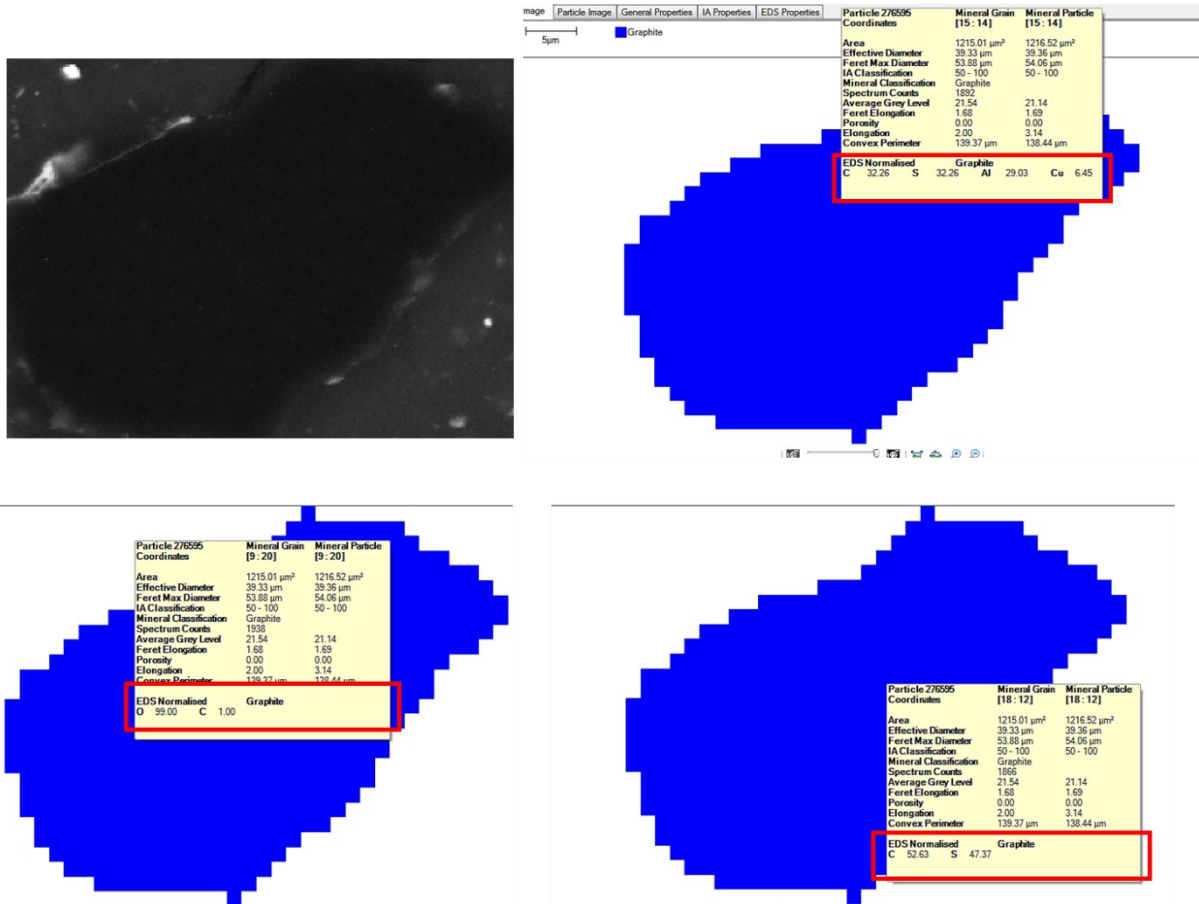 mage Particle Image General Properties IA Properties EDS Properties
5µm
Graphite
Particle 276595 Mineral Grain Mineral Particle
Coordinates [15 : 14] [15 : 14]
Area 1215.01 µm² 1216.52 µm²
Effective Diameter 39.33 µm 39.36 µm
Feret Max Diameter 53.88 µm 54.06 µm
IA Classification 50 - 100 50 - 100
Mineral Classification Graphite
Spectrum Counts 1892
Average Grey Level 21.54 21.14
Feret Elongation 1.68 1.69
Porosity 0.00 0.00
Elongation 2.00 3.14
Convex Perimeter 139.37 µm 138.44 µm
EDS Normalised Graphite
C 32.26 S 32.26 Al 29.03 Cu 6.45
Particle 276595 Mineral Grain Mineral Particle
Coordinates [9 : 20] [9 : 20]
Area 1215.01 µm² 1216.52 µm²
Effective Diameter 39.33 µm 39.36 µm
Feret Max Diameter 53.88 µm 54.06 µm
IA Classification 50 - 100 50 - 100
Mineral Classification Graphite
Spectrum Counts 1938
Average Grey Level 21.54 21.14
Feret Elongation 1.68 1.69
Porosity 0.00 0.00
Elongation 2.00 3.14
Convex Perimeter 139.37 µm 138.44 µm
EDS Normalised Graphite
O 99.00 C 1.00
Particle 276595 Mineral Grain Mineral Particle
Coordinates [18 : 12] [18 : 12]
Area 1215.01 µm² 1216.52 µm²
Effective Diameter 39.33 µm 39.36 µm
Feret Max Diameter 53.88 µm 54.06 µm
IA Classification 50 - 100 50 - 100
Mineral Classification Graphite
Spectrum Counts 1866
Average Grey Level 21.54 21.14
Feret Elongation 1.68 1.69
Porosity 0.00 0.00
Elongation 2.00 3.14
Convex Perimeter 139.37 µm 138.44 µm
EDS Normalised Graphite
C 52.63 S 47.37